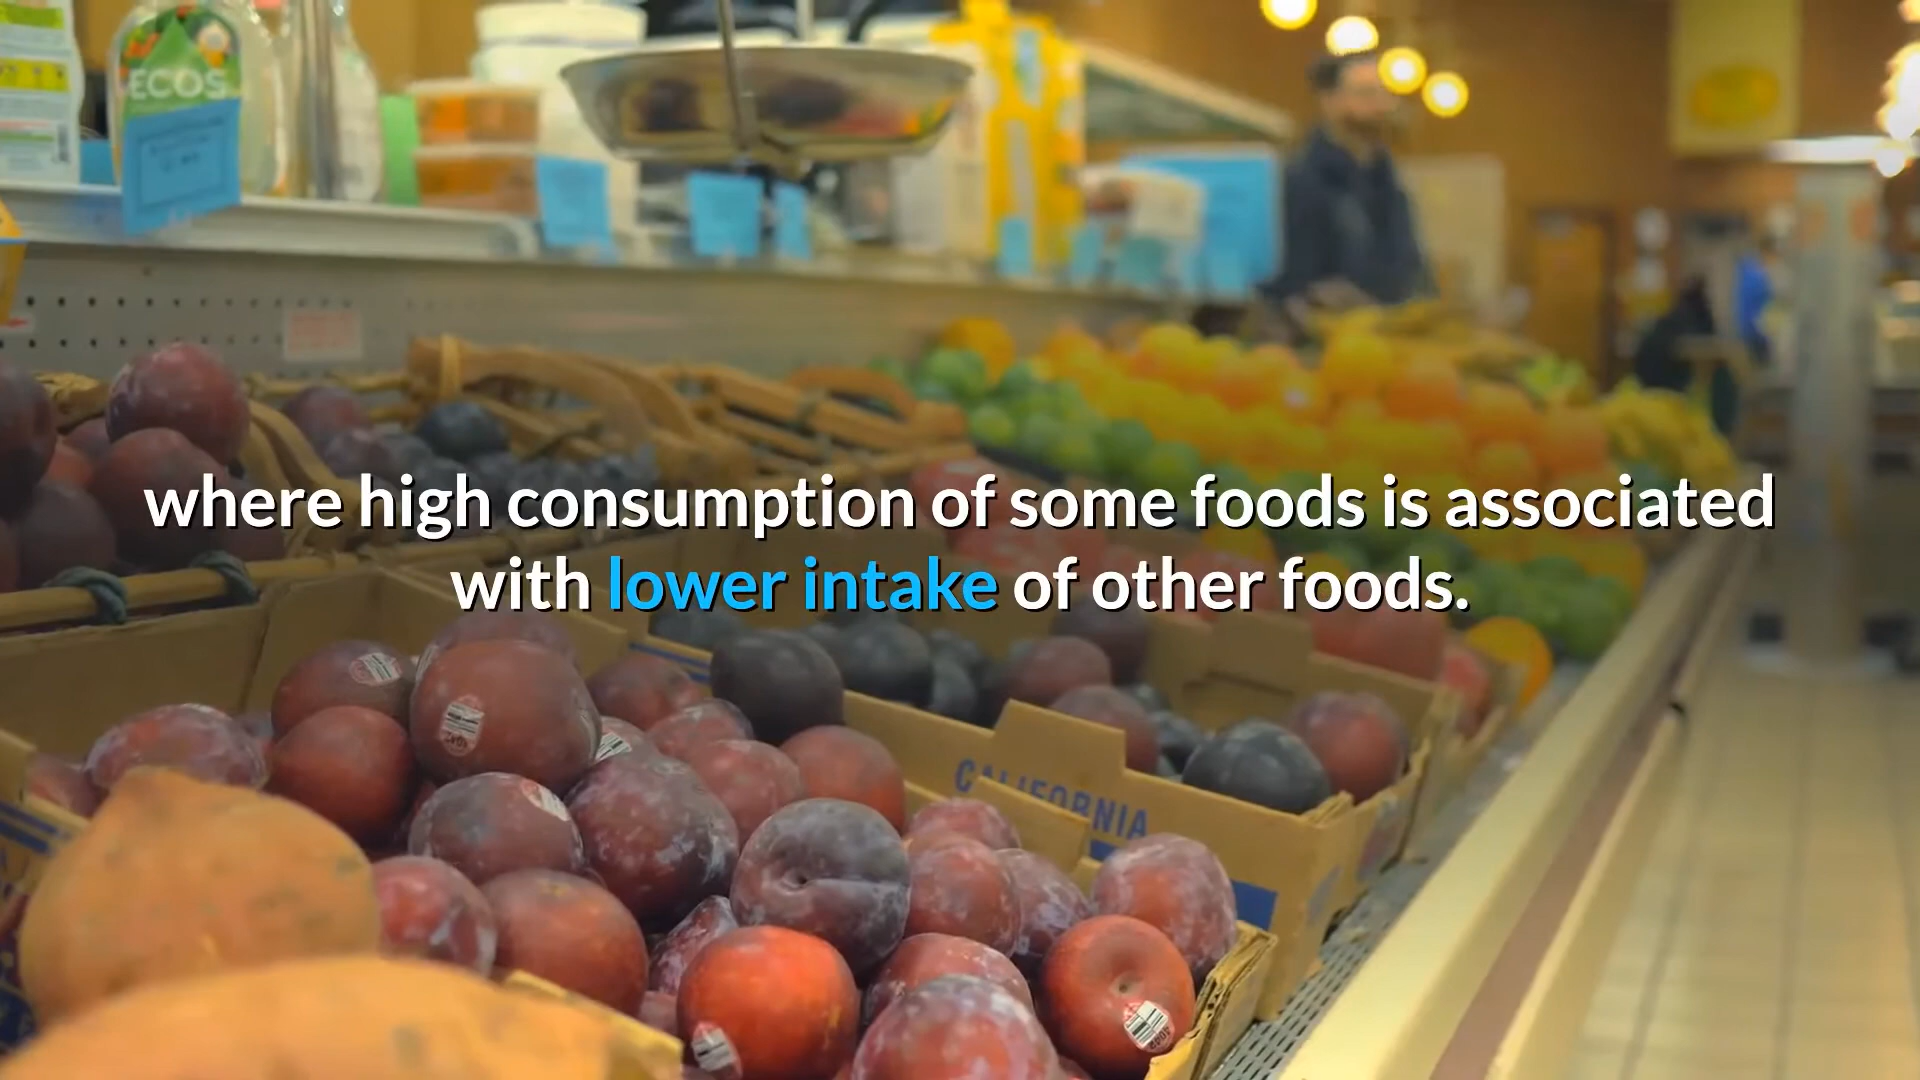 ECOS
where high consumption of some foods is associated
with lower intake of other foods.
CALIFORNIA